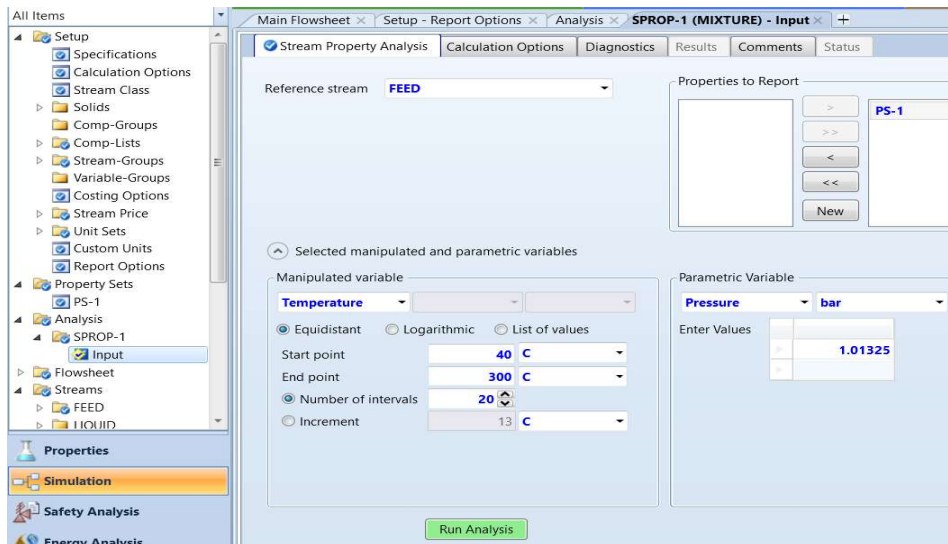 All Items
Setup
Specifications
Calculation Options
Stream Class
Solids
Comp-Groups
Comp-Lists
Stream-Groups
Variable-Groups
Costing Options
Stream Price
Unit Sets
Custom Units
Report Options
Property Sets
PS-1
Analysis
SPROP-1
Input
Flowsheet
Streams
FEED
LIQUID
Properties
Simulation
Safety Analysis
Energy Analysis
Main Flowsheet × Setup - Report Options × Analysis × SPROP-1 (MIXTURE) - Input × +
Stream Property Analysis Calculation Options Diagnostics Results Comments Status
Reference stream FEED
Properties to Report
>
>>
<
<<
New
PS-1
Selected manipulated and parametric variables
Manipulated variable
Temperature
Equidistant Logarithmic List of values
Start point 40 C
End point 300 C
Number of intervals 20
Increment 13 C
Parametric Variable
Pressure bar
Enter Values
1.01325
Run Analysis